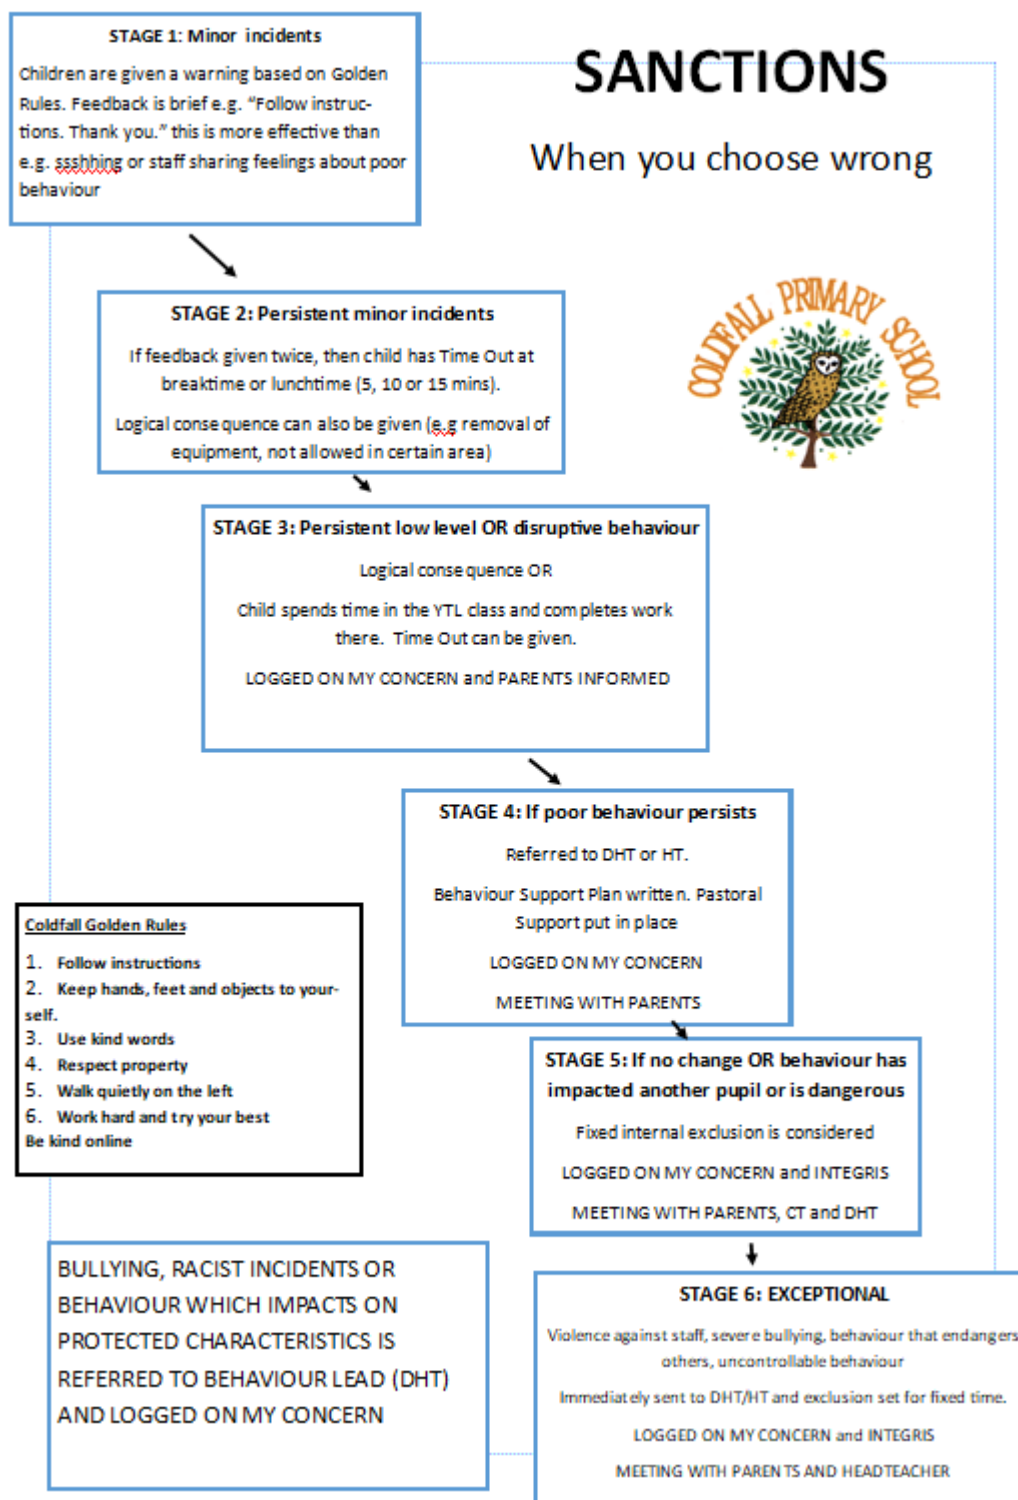 STAGE 1: Minor incidents
Children are given a warning based on Golden
Rules. Feedback is brief e.g. “Follow instruc-
tions. Thank you.” this is more effective than
e.g. ssshhing or staff sharing feelings about poor
behaviour
SANCTIONS
When you choose wrong
COLDFALL PRIMARY SCHOOL
STAGE 2: Persistent minor incidents
If feedback given twice, then child has Time Out at
breaktime or lunchtime (5, 10 or 15 mins).
Logical consequence can also be given (e.g removal of
equipment, not allowed in certain area)
STAGE 3: Persistent low level OR disruptive behaviour
Logical consequence OR
Child spends time in the YTL class and completes work
there. Time Out can be given.
LOGGED ON MY CONCERN and PARENTS INFORMED
STAGE 4: If poor behaviour persists
Referred to DHT or HT.
Behaviour Support Plan written. Pastoral
Support put in place
LOGGED ON MY CONCERN
MEETING WITH PARENTS
Coldfall Golden Rules
1. Follow instructions
2. Keep hands, feet and objects to your-
self.
3. Use kind words
4. Respect property
5. Walk quietly on the left
6. Work hard and try your best
Be kind online
STAGE 5: If no change OR behaviour has
impacted another pupil or is dangerous
Fixed internal exclusion is considered
LOGGED ON MY CONCERN and INTEGRIS
MEETING WITH PARENTS, CT and DHT
BULLYING, RACIST INCIDENTS OR
BEHAVIOUR WHICH IMPACTS ON
PROTECTED CHARACTERISTICS IS
REFERRED TO BEHAVIOUR LEAD (DHT)
AND LOGGED ON MY CONCERN
STAGE 6: EXCEPTIONAL
Violence against staff, severe bullying, behaviour that endangers
others, uncontrollable behaviour
Immediately sent to DHT/HT and exclusion set for fixed time.
LOGGED ON MY CONCERN and INTEGRIS
MEETING WITH PARENTS AND HEADTEACHER